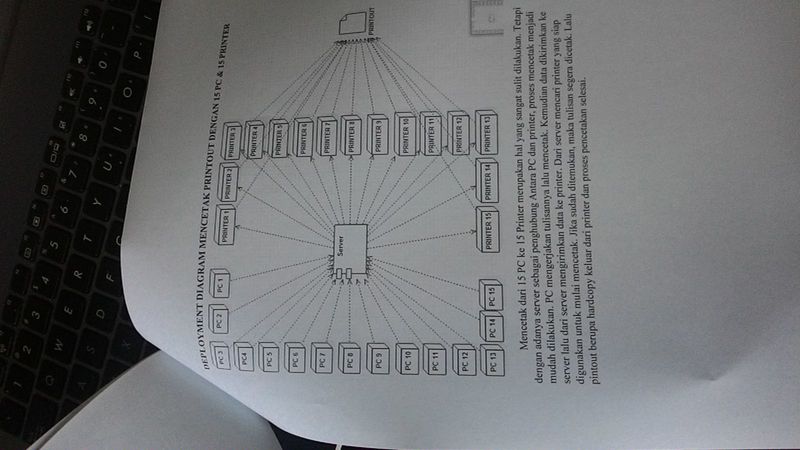 DEPLOYMENT DIAGRAM MENCETAK PRINTOUT DENGAN 15 PC & 15 PRINTER
PC 1
PC 2
PC 3
PC 4
PC 5
PC 6
PC 7
PC 8
PC 9
PC 10
PC 11
PC 12
PC 13
PC 14
PC 15
Server
PRINTER 1
PRINTER 2
PRINTER 3
PRINTER 4
PRINTER 5
PRINTER 6
PRINTER 7
PRINTER 8
PRINTER 9
PRINTER 10
PRINTER 11
PRINTER 12
PRINTER 13
PRINTER 14
PRINTER 15
PRINTOUT
Mencetak dari 15 PC ke 15 Printer merupakan hal yang sangat sulit dilakukan. Tetapi
dengan adanya server sebagai penghubung Antara PC dan printer, proses mencetak menjadi
mudah dilakukan. PC mengerjakan tulisannya lalu mencetak. Kemudian data dikirimkan ke
server lalu dari server mengirimkan data ke printer. Dari server mencari printer yang siap
digunakan untuk mulai mencetak. Jika sudah ditemukan, maka tulisan segera dicetak. Lalu
pintout berupa hardcopy keluar dari printer dan proses pencetakan selesai.